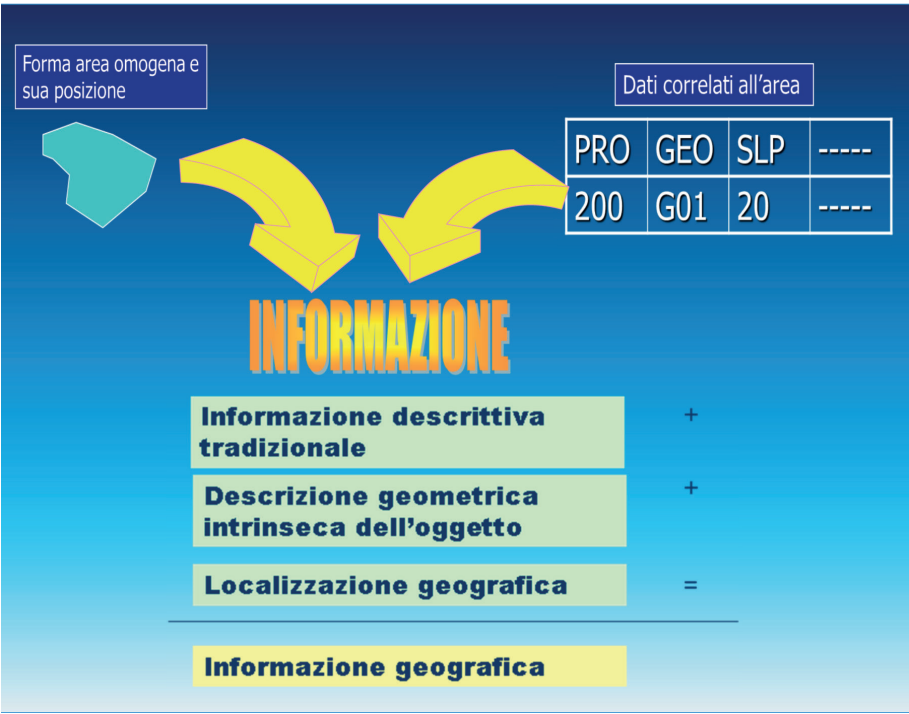 Forma area omogena e
sua posizione
Dati correlati all'area
PRO GEO SLP -----
200 G01 20 -----
INFORMAZIONE
Informazione descrittiva +
tradizionale
Descrizione geometrica +
intrinseca dell'oggetto
Localizzazione geografica =
Informazione geografica